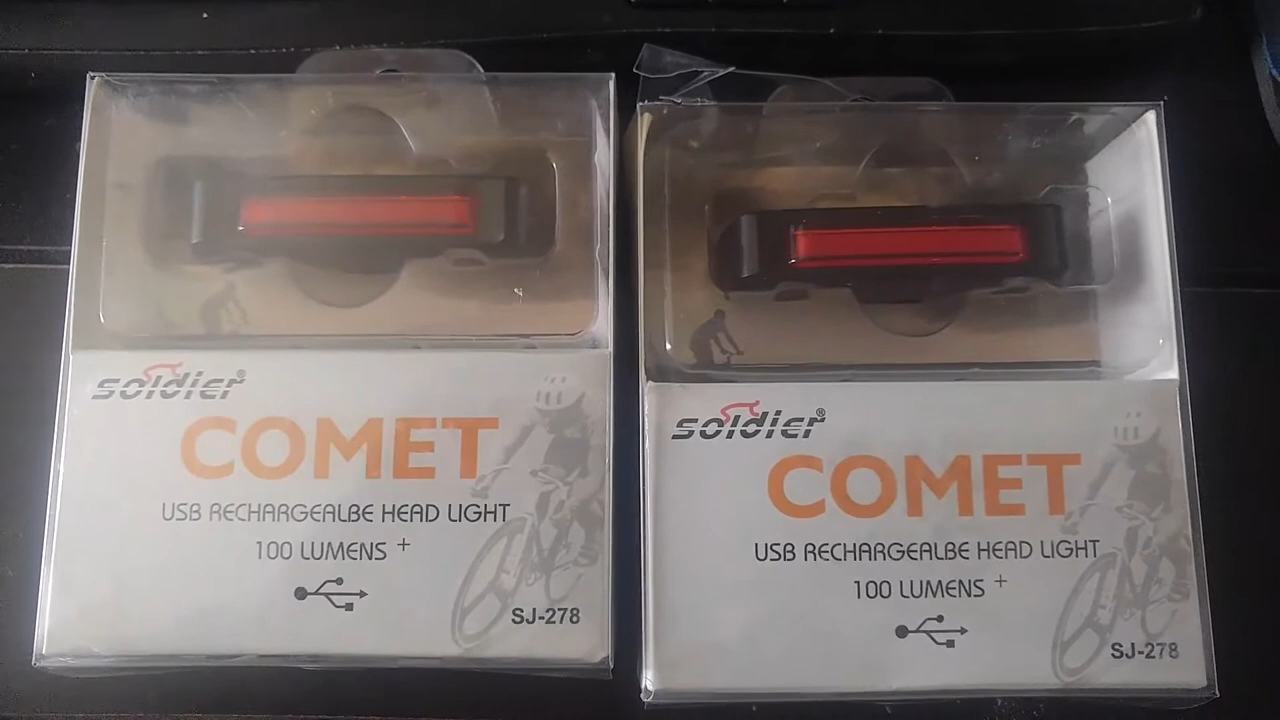 soldier®
COMET
USB RECHARGEALBE HEAD LIGHT
100 LUMENS +
SJ-278
soldier®
COMET
USB RECHARGEALBE HEAD LIGHT
100 LUMENS +
SJ-278